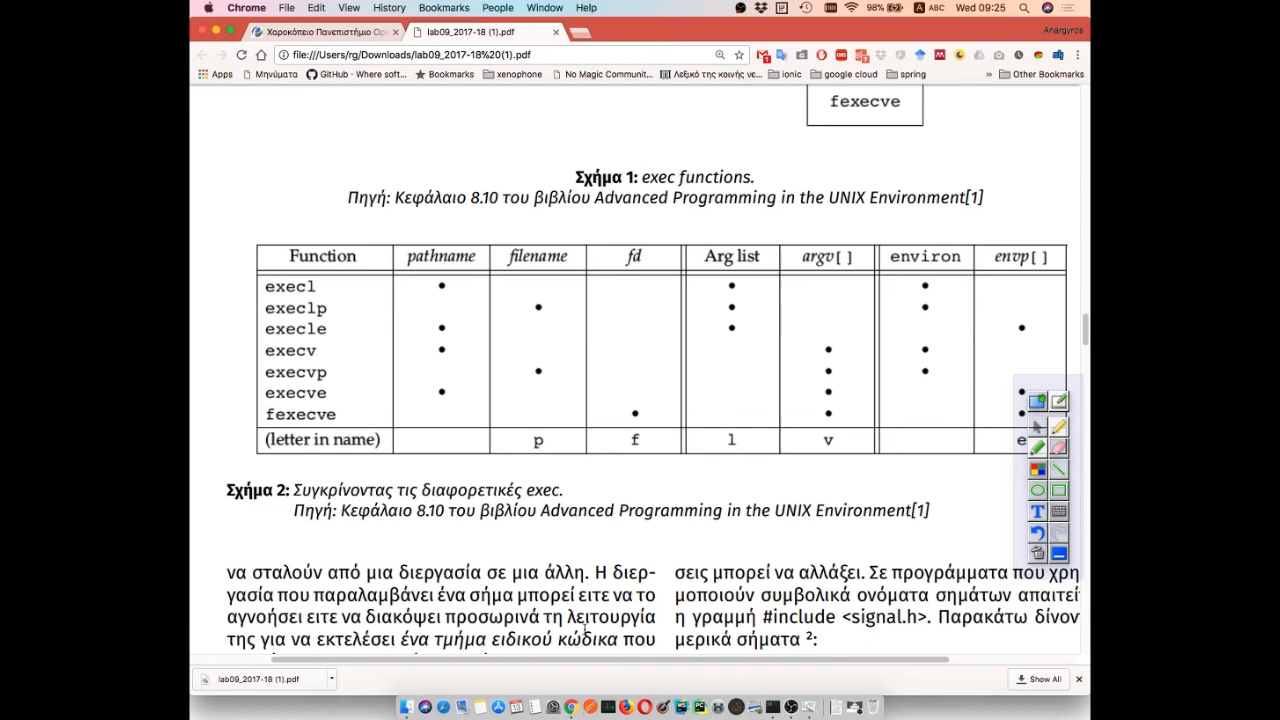 Chrome File Edit View History Bookmarks People Window Help 98% ABC Wed 09:25
Χαροκόπειο Πανεπιστήμιο Ορι lab09_2017-18 (1).pdf Anargyros
file:///Users/rg/Downloads/lab09_2017-18%20(1).pdf
Apps Μηνύματα GitHub · Where soft... Bookmarks xenophone No Magic Communit... Λεξικό της κοινής νε... ionic google cloud spring » Other Bookmarks
fexecve
Σχήμα 1: exec functions.
Πηγή: Κεφάλαιο 8.10 του βιβλίου Advanced Programming in the UNIX Environment[1]
Function pathname filename fd Arg list argv[] environ envp[]
execl • • •
execlp • • •
execle • • •
execv • • •
execvp • • •
execve • • •
fexecve • • •
(letter in name) p f l v e
Σχήμα 2: Συγκρίνοντας τις διαφορετικές exec.
Πηγή: Κεφάλαιο 8.10 του βιβλίου Advanced Programming in the UNIX Environment[1]
να σταλούν από μια διεργασία σε μια άλλη. Η διερ-
γασία που παραλαμβάνει ένα σήμα μπορεί ειτε να το
αγνοήσει ειτε να διακόψει προσωρινά τη λειτουργία
της για να εκτελέσει ένα τμήμα ειδικού κώδικα που
σεις μπορεί να αλλάξει. Σε προγράμματα που χρη
μοποιούν συμβολικά ονόματα σημάτων απαιτεί
η γραμμή #include <signal.h>. Παρακάτω δίνον
μερικά σήματα ²:
lab09_2017-18 (1).pdf Show All